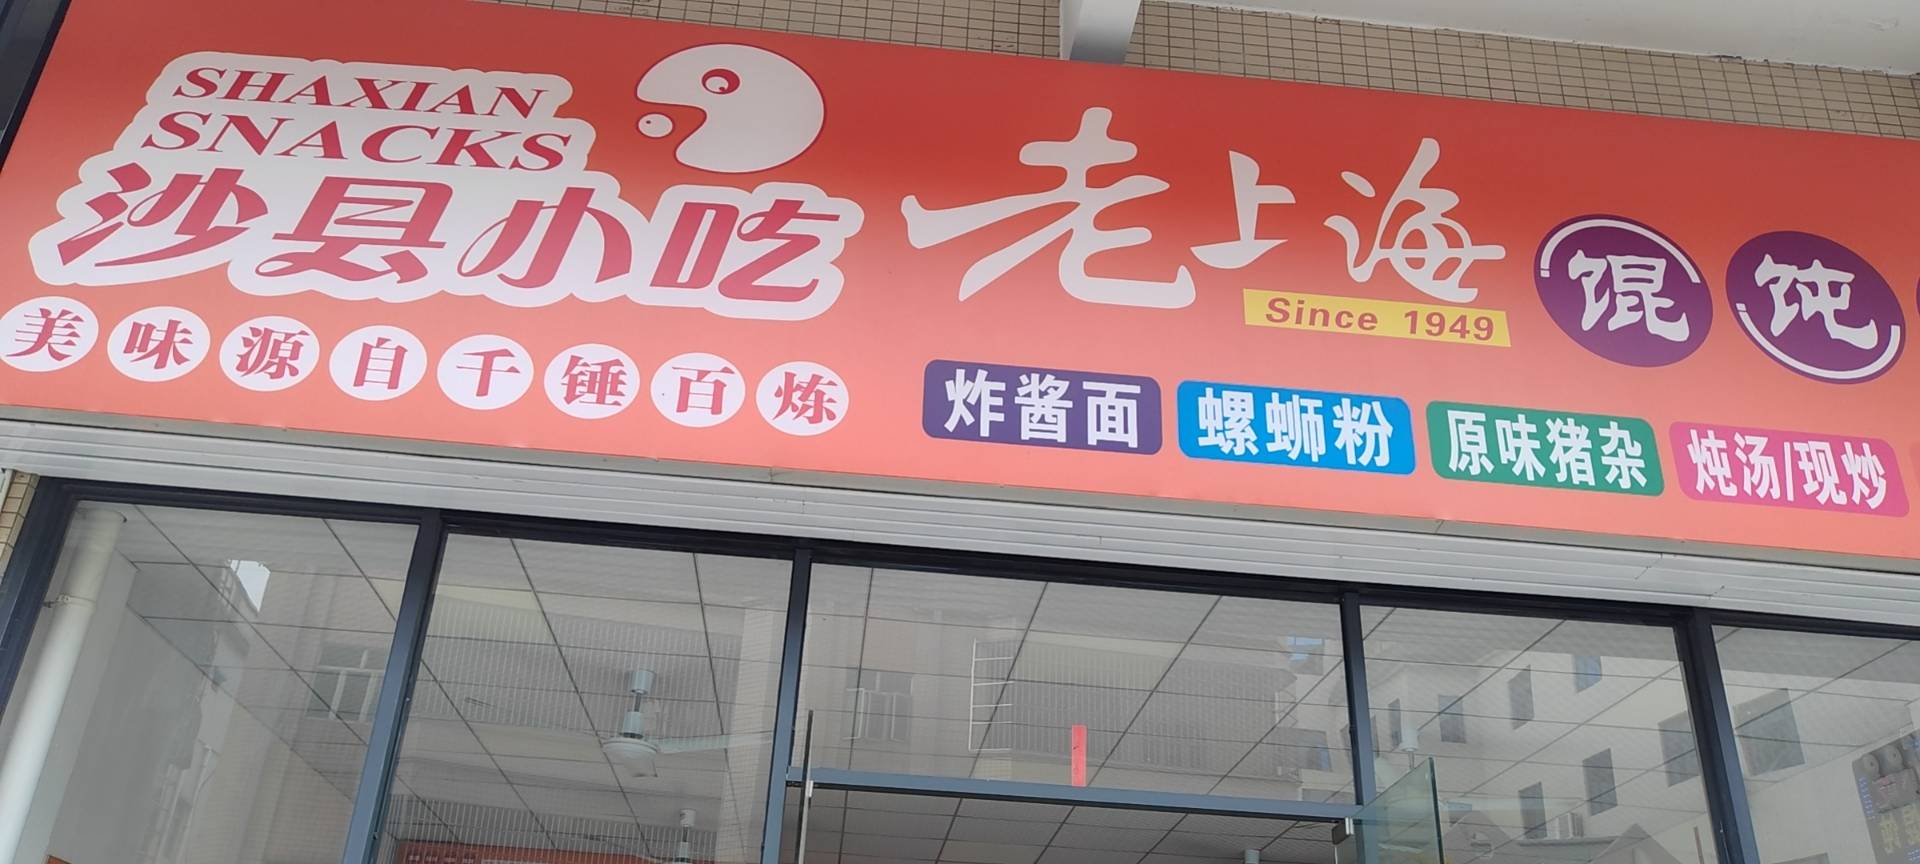 SHAXIAN
SNACKS
沙县小吃
美味源自千锤百炼
老上海
Since 1949
馄饨
炸酱面
螺蛳粉
原味猪杂
炖汤/现炒